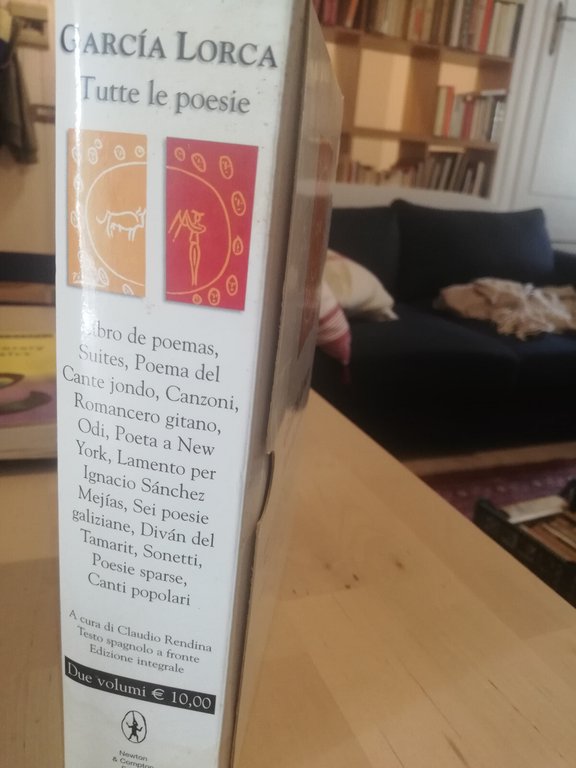 GARCÍA LORCA
Tutte le poesie
Libro de poemas,
Suites, Poema del
Cante jondo, Canzoni,
Romancero gitano,
Odi, Poeta a New
York, Lamento per
Ignacio Sánchez
Mejías, Sei poesie
galiziane, Diván del
Tamarit, Sonetti,
Poesie sparse,
Canti popolari
A cura di Claudio Rendina
Testo spagnolo a fronte
Edizione integrale
Due volumi € 10,00
Newton
& Compton